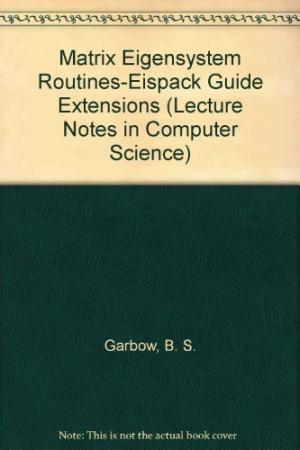 Matrix Eigensystem
Routines-Eispack Guide
Extensions (Lecture
Notes in Computer
Science)
Garbow, B. S.
Note: This is not the actual book cover